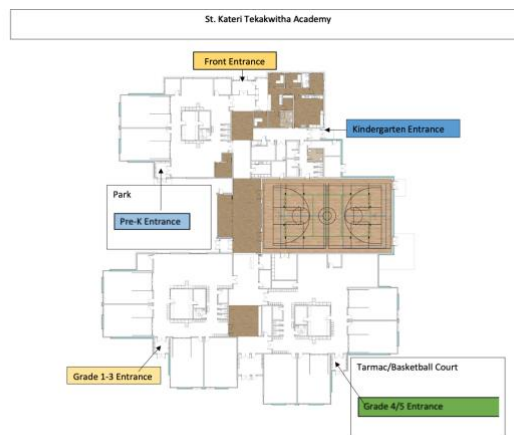 St. Kateri Tekakwitha Academy
Front Entrance
Kindergarten Entrance
Park
Pre-K Entrance
Grade 1-3 Entrance
Tarmac/Basketball Court
Grade 4/5 Entrance